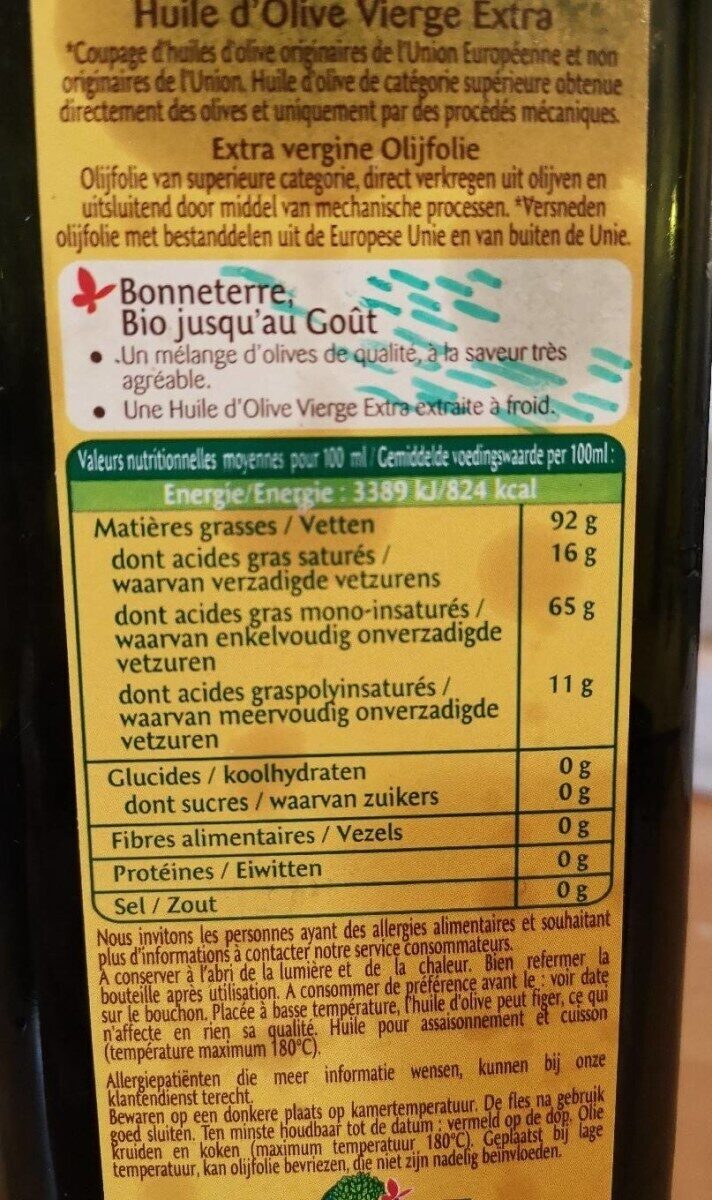 Huile d'Olive Vierge Extra
*Coupage d'huiles d'olive originaires de l'Union Européenne et non
originaires de l'Union. Huile d'olive de catégorie supérieure obtenue
directement des olives et uniquement par des procédés mécaniques.
Extra vergine Olijfolie
Olijfolie van superieure categorie, direct verkregen uit olijven en
uitsluitend door middel van mechanische processen. *Versneden
olijfolie met bestanddelen uit de Europese Unie en van buiten de Unie.
Bonneterre,
Bio jusqu'au Goût
• Un mélange d'olives de qualité, à la saveur très
agréable.
• Une Huile d'Olive Vierge Extra extraite à froid.
Valeurs nutritionnelles moyennes pour 100 ml / Gemiddelde voedingswaarde per 100ml :
Energie/Energie : 3389 kJ/824 kcal
Matières grasses / Vetten 92 g
dont acides gras saturés / 16 g
waarvan verzadigde vetzurens
dont acides gras mono-insaturés / 65 g
waarvan enkelvoudig onverzadigde
vetzuren
dont acides graspolyinsaturés / 11 g
waarvan meervoudig onverzadigde
vetzuren
Glucides / koolhydraten 0 g
dont sucres / waarvan zuikers 0 g
Fibres alimentaires / Vezels 0 g
Protéines / Eiwitten 0 g
Sel / Zout 0 g
Nous invitons les personnes ayant des allergies alimentaires et souhaitant
plus d'informations à contacter notre service consommateurs.
A conserver à l'abri de la lumière et de la chaleur. Bien refermer la
bouteille après utilisation. A consommer de préférence avant le : voir date
sur le bouchon. Placée à basse température, l'huile d'olive peut figer, ce qui
n'affecte en rien sa qualité. Huile pour assaisonnement et cuisson
(température maximum 180°C).
Allergiepatiënten die meer informatie wensen, kunnen bij onze
klantendienst terecht.
Bewaren op een donkere plaats op kamertemperatuur. De fles na gebruik
goed sluiten. Ten minste houdbaar tot de datum : vermeld op de dop. Olie
kruiden en koken (maximum temperatuur 180°C). Geplaatst bij lage
temperatuur, kan olijfolie bevriezen, die niet zijn nadelig beïnvloeden.